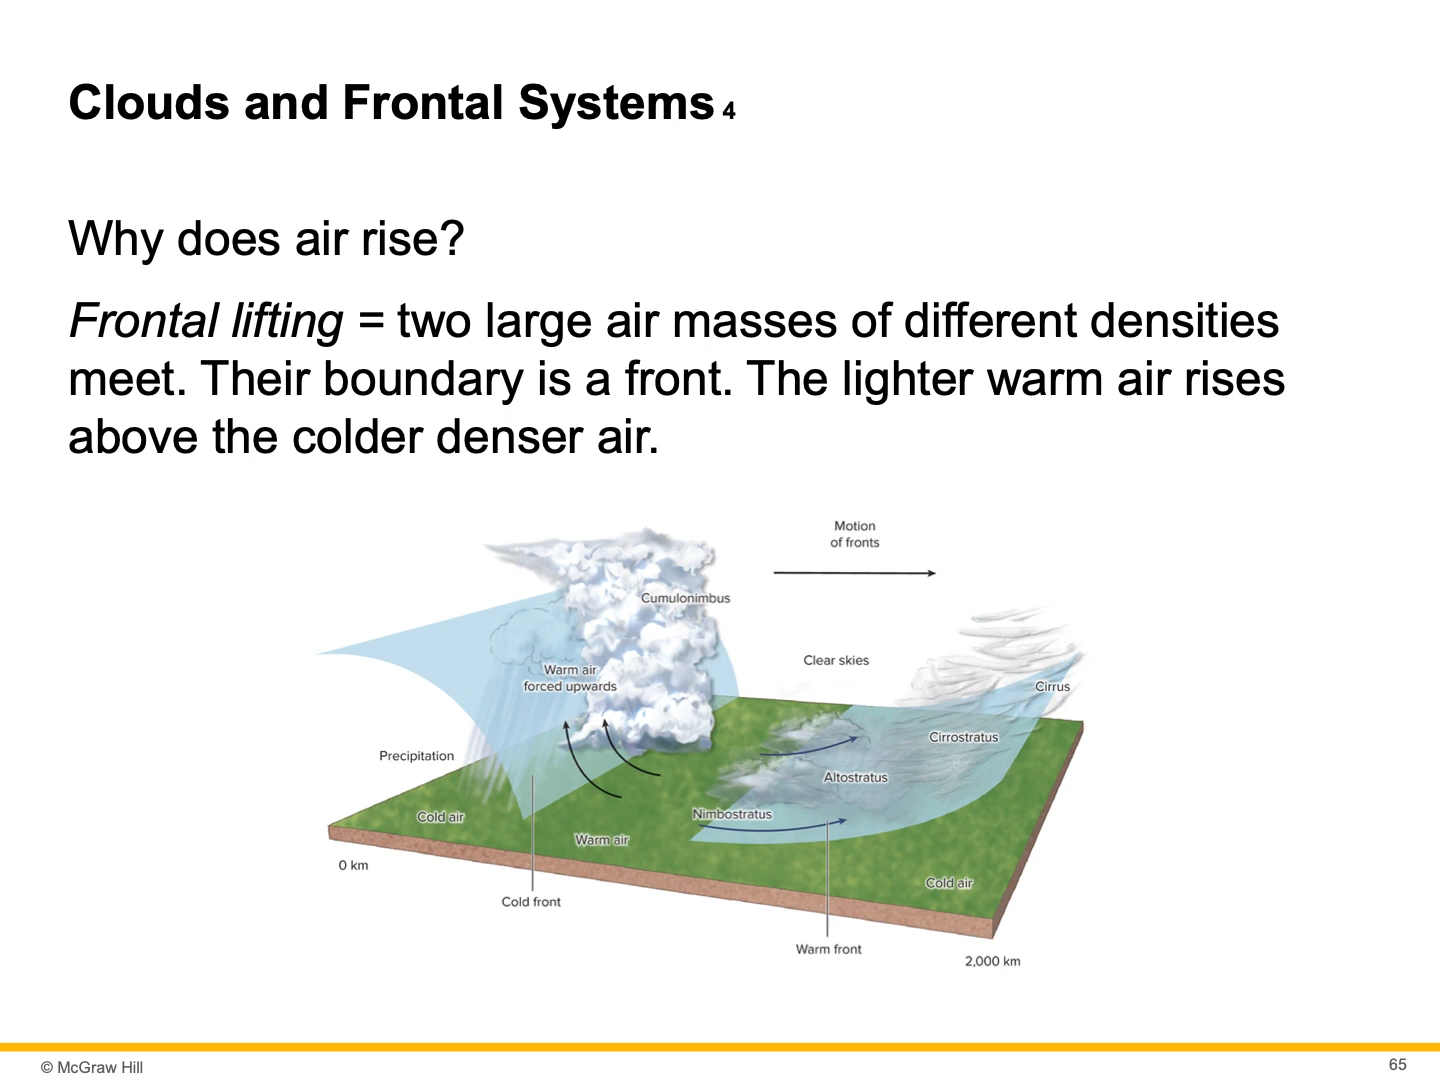 Clouds and Frontal Systems 4
Why does air rise?
Frontal lifting = two large air masses of different densities
meet. Their boundary is a front. The lighter warm air rises
above the colder denser air.
Motion
of fronts
Cumulonimbus
Clear skies
Warm air
forced upwards
Cirrus
Cirrostratus
Precipitation
Altostratus
Nimbostratus
Cold air
Warm air
0 km
Cold air
Cold front
Warm front
2,000 km
© McGraw Hill
65